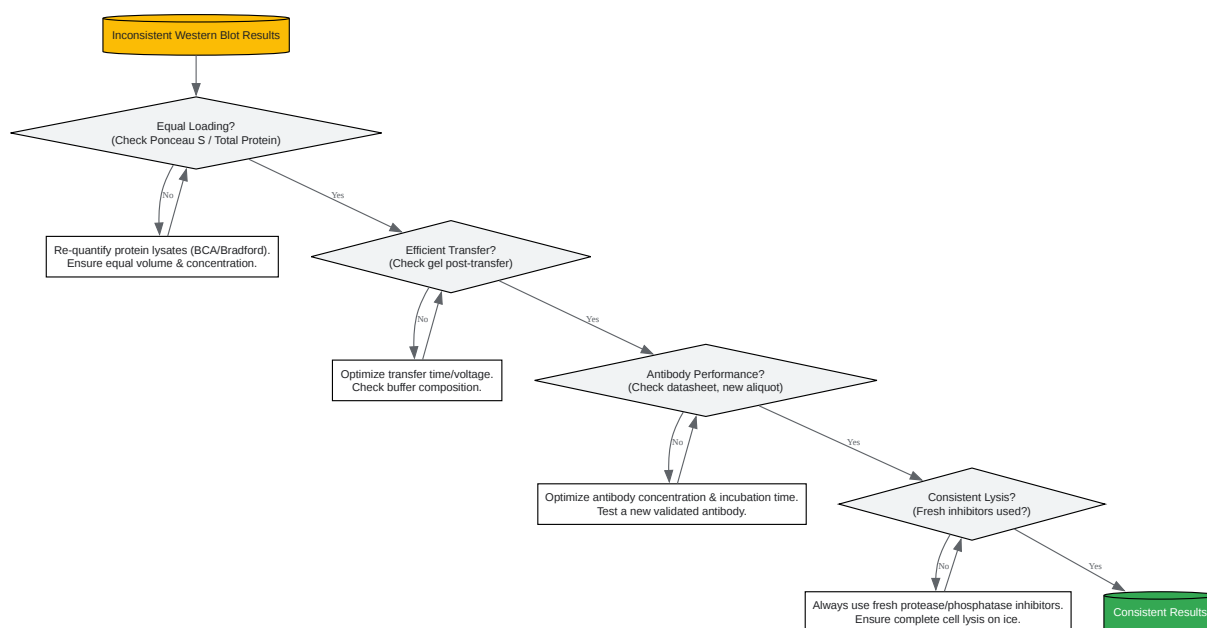 Inconsistent Western Blot Results
Equal Loading?
(Check Ponceau S / Total Protein)
No
Yes
Re-quantify protein lysates (BCA/Bradford).
Ensure equal volume & concentration.
Efficient Transfer?
(Check gel post-transfer)
No
Yes
Optimize transfer time/voltage.
Check buffer composition.
Antibody Performance?
(Check datasheet, new aliquot)
No
Yes
Optimize antibody concentration & incubation time.
Test a new validated antibody.
Consistent Lysis?
(Fresh inhibitors used?)
No
Yes
Always use fresh protease/phosphatase inhibitors.
Ensure complete cell lysis on ice.
Consistent Results